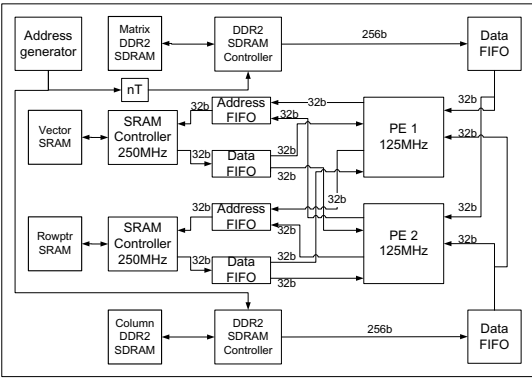 Address
generator
Matrix
DDR2
SDRAM
DDR2
SDRAM
Controller
256b
Data
FIFO
nT
32b
32b
Vector
SRAM
SRAM
Controller
250MHz
32b
Address
FIFO
32b
PE 1
125MHz
32b
32b
Data
FIFO
32b
32b
32b
Rowptr
SRAM
SRAM
Controller
250MHz
32b
Address
FIFO
32b
32b
PE 2
125MHz
32b
32b
32b
Data
FIFO
32b
32b
Column
DDR2
SDRAM
DDR2
SDRAM
Controller
256b
Data
FIFO